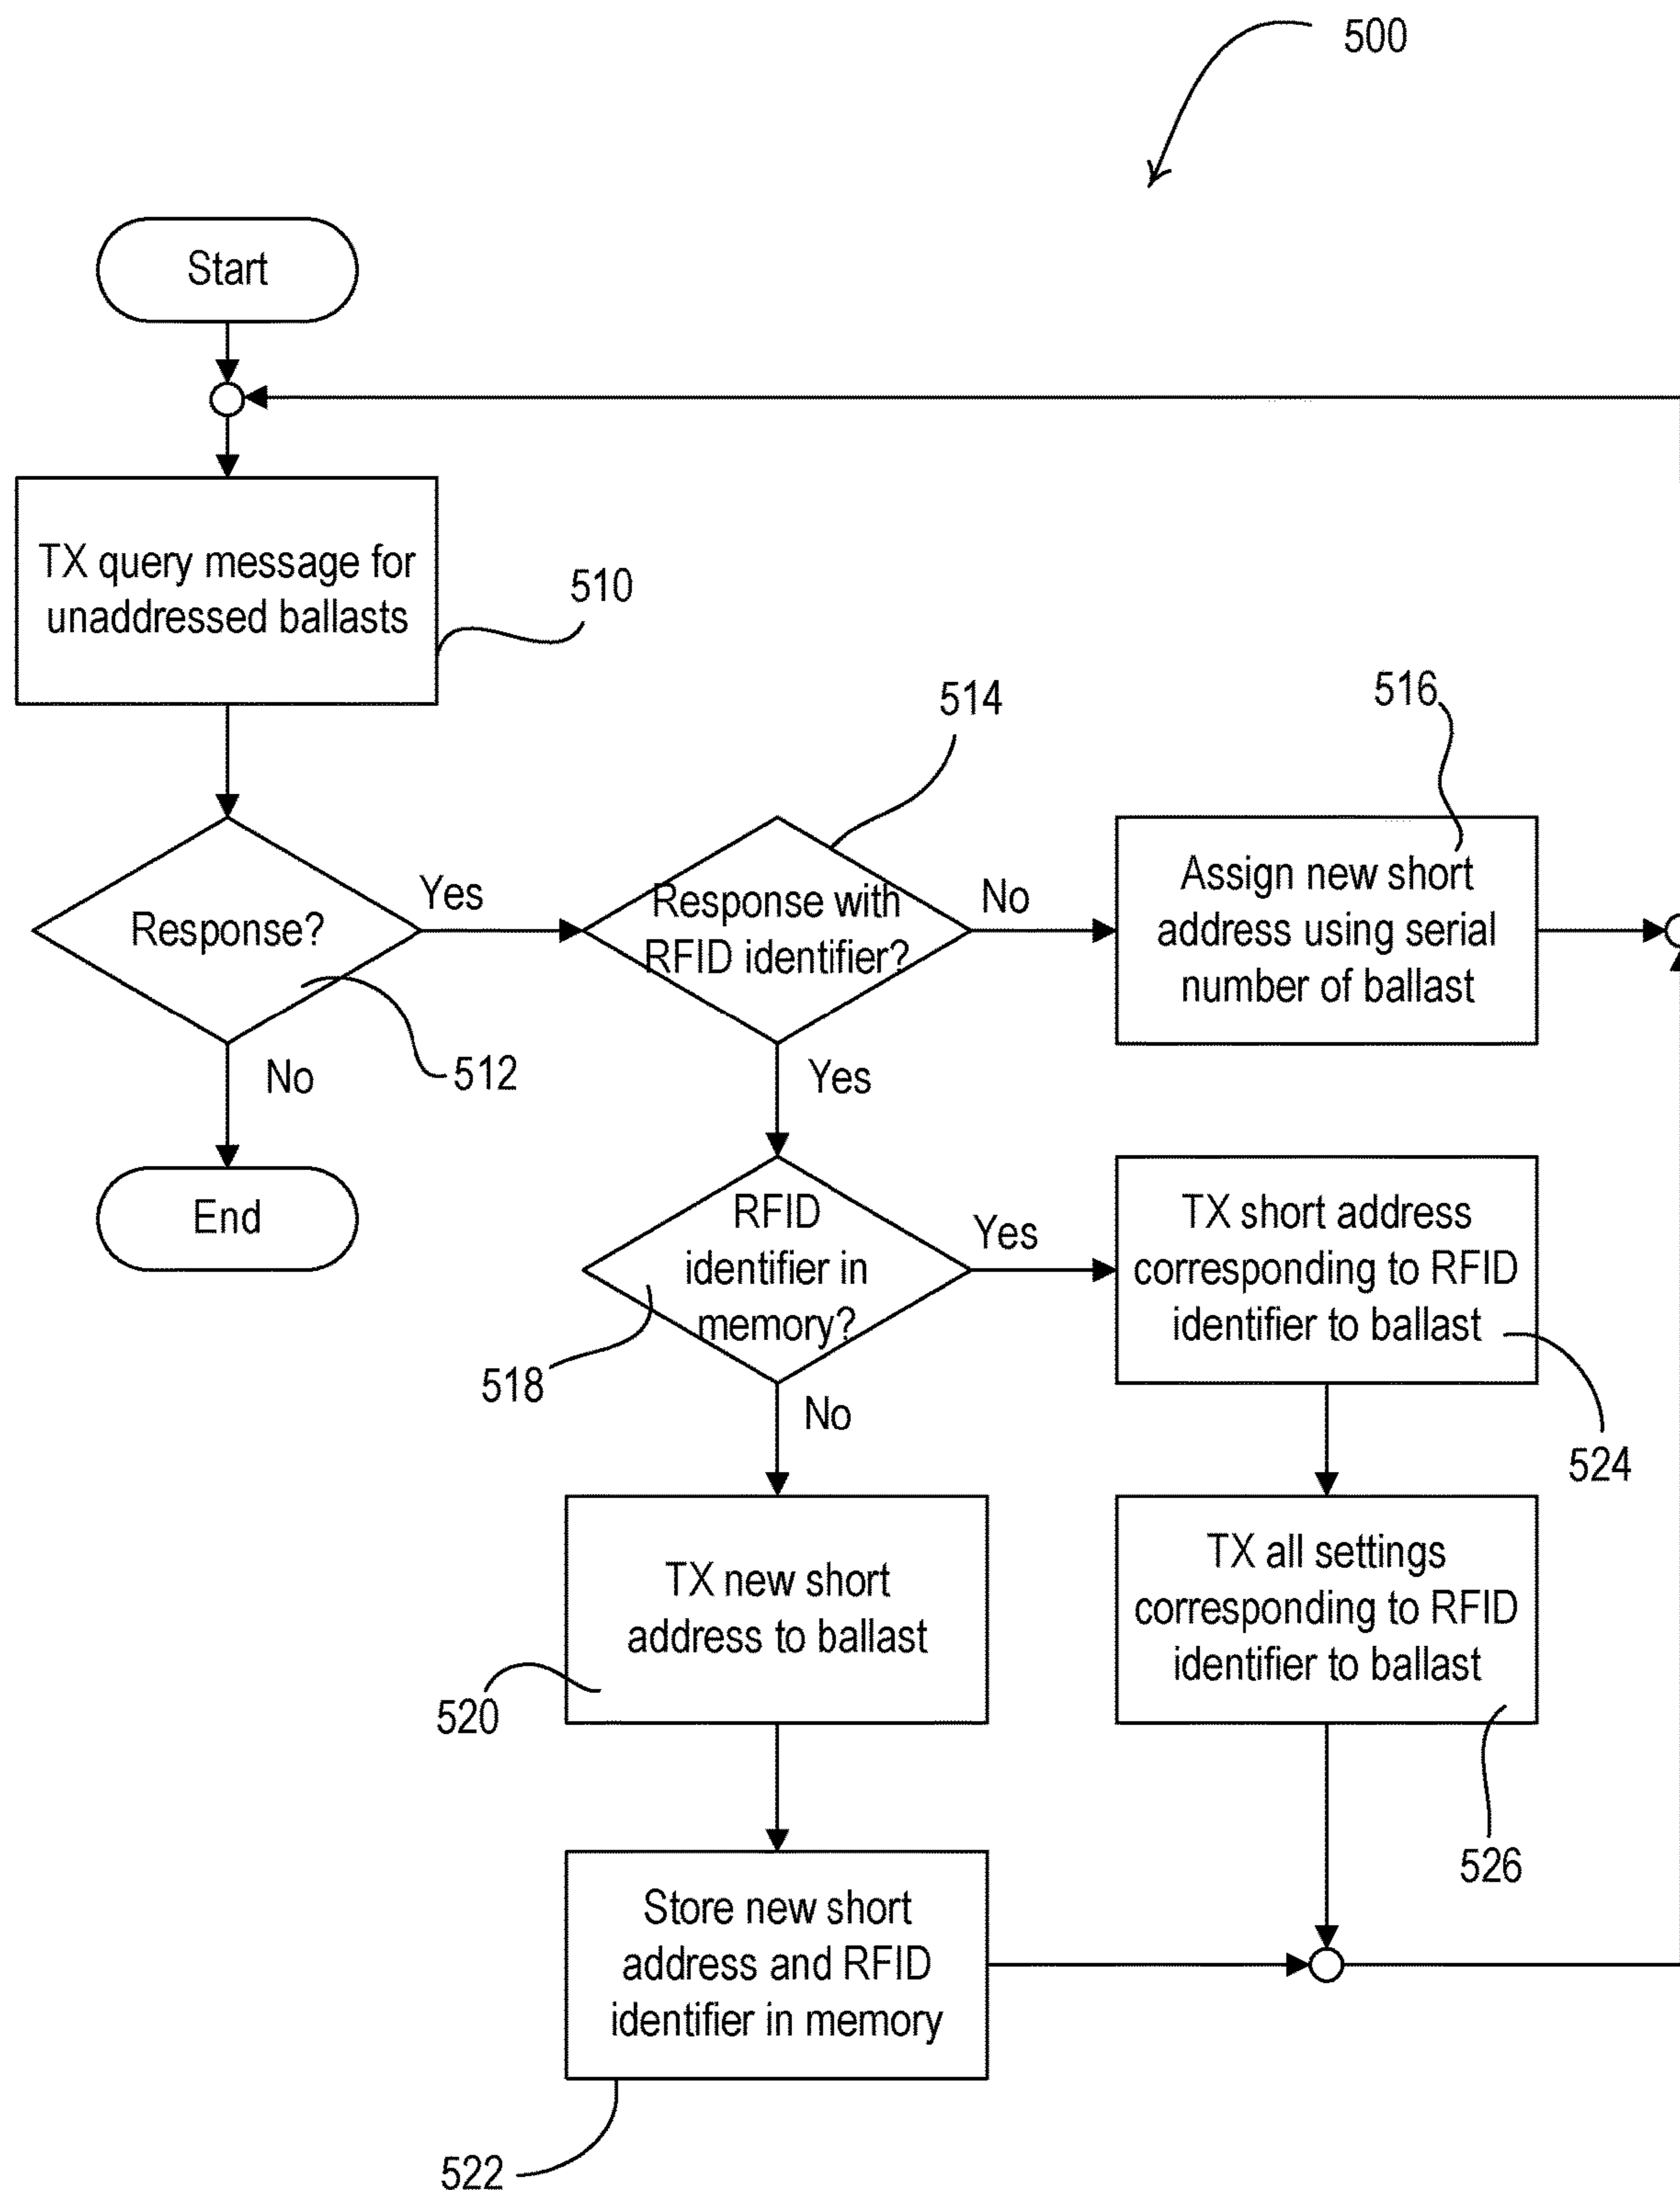 500
Start
TX query message for
unaddressed ballasts
510
514
516
Response?
Yes
Response with
RFID identifier?
No
Assign new short
address using serial
number of ballast
512
No
Yes
End
RFID
identifier in
memory?
Yes
TX short address
corresponding to RFID
identifier to ballast
518
No
524
TX new short
address to ballast
TX all settings
corresponding to RFID
identifier to ballast
520
526
Store new short
address and RFID
identifier in memory
522